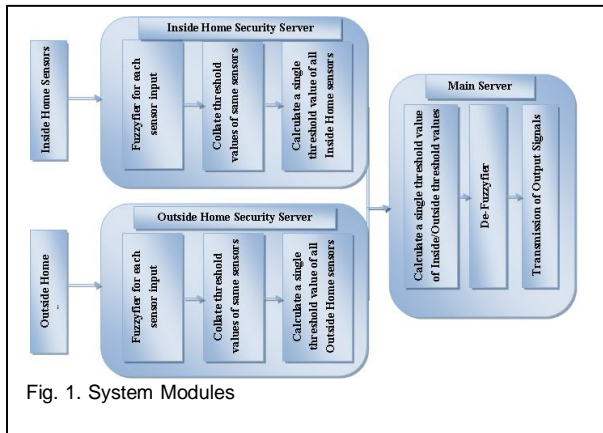 Inside Home Security Server
Inside Home Sensors
Fuzzyfier for each
sensor input
Collate threshold
values of same sensors
Calculate a single
threshold value of all
Inside Home sensors
Outside Home Security Server
Outside Home
Fuzzyfier for each
sensor input
Collate threshold
values of same sensors
Calculate a single
threshold value of all
Outside Home sensors
Main Server
Calculate a single threshold value
of Inside/Outside threshold values
De-Fuzzyfier
Transmission of Output Signals
Fig. 1. System Modules